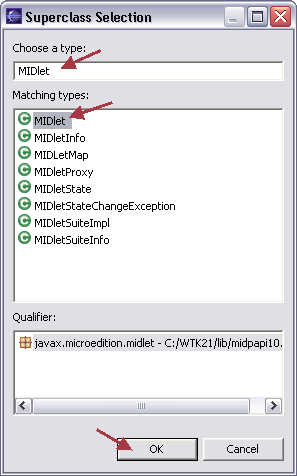 Superclass Selection
Choose a type:
MIDlet
Matching types:
MIDlet
MIDletInfo
MIDLetMap
MIDletProxy
MIDletState
MIDletStateChangeException
MIDletSuiteImpl
MIDletSuiteInfo
Qualifier:
javax.microedition.midlet - C:/WTK21/lib/midpapi10.
OK
Cancel